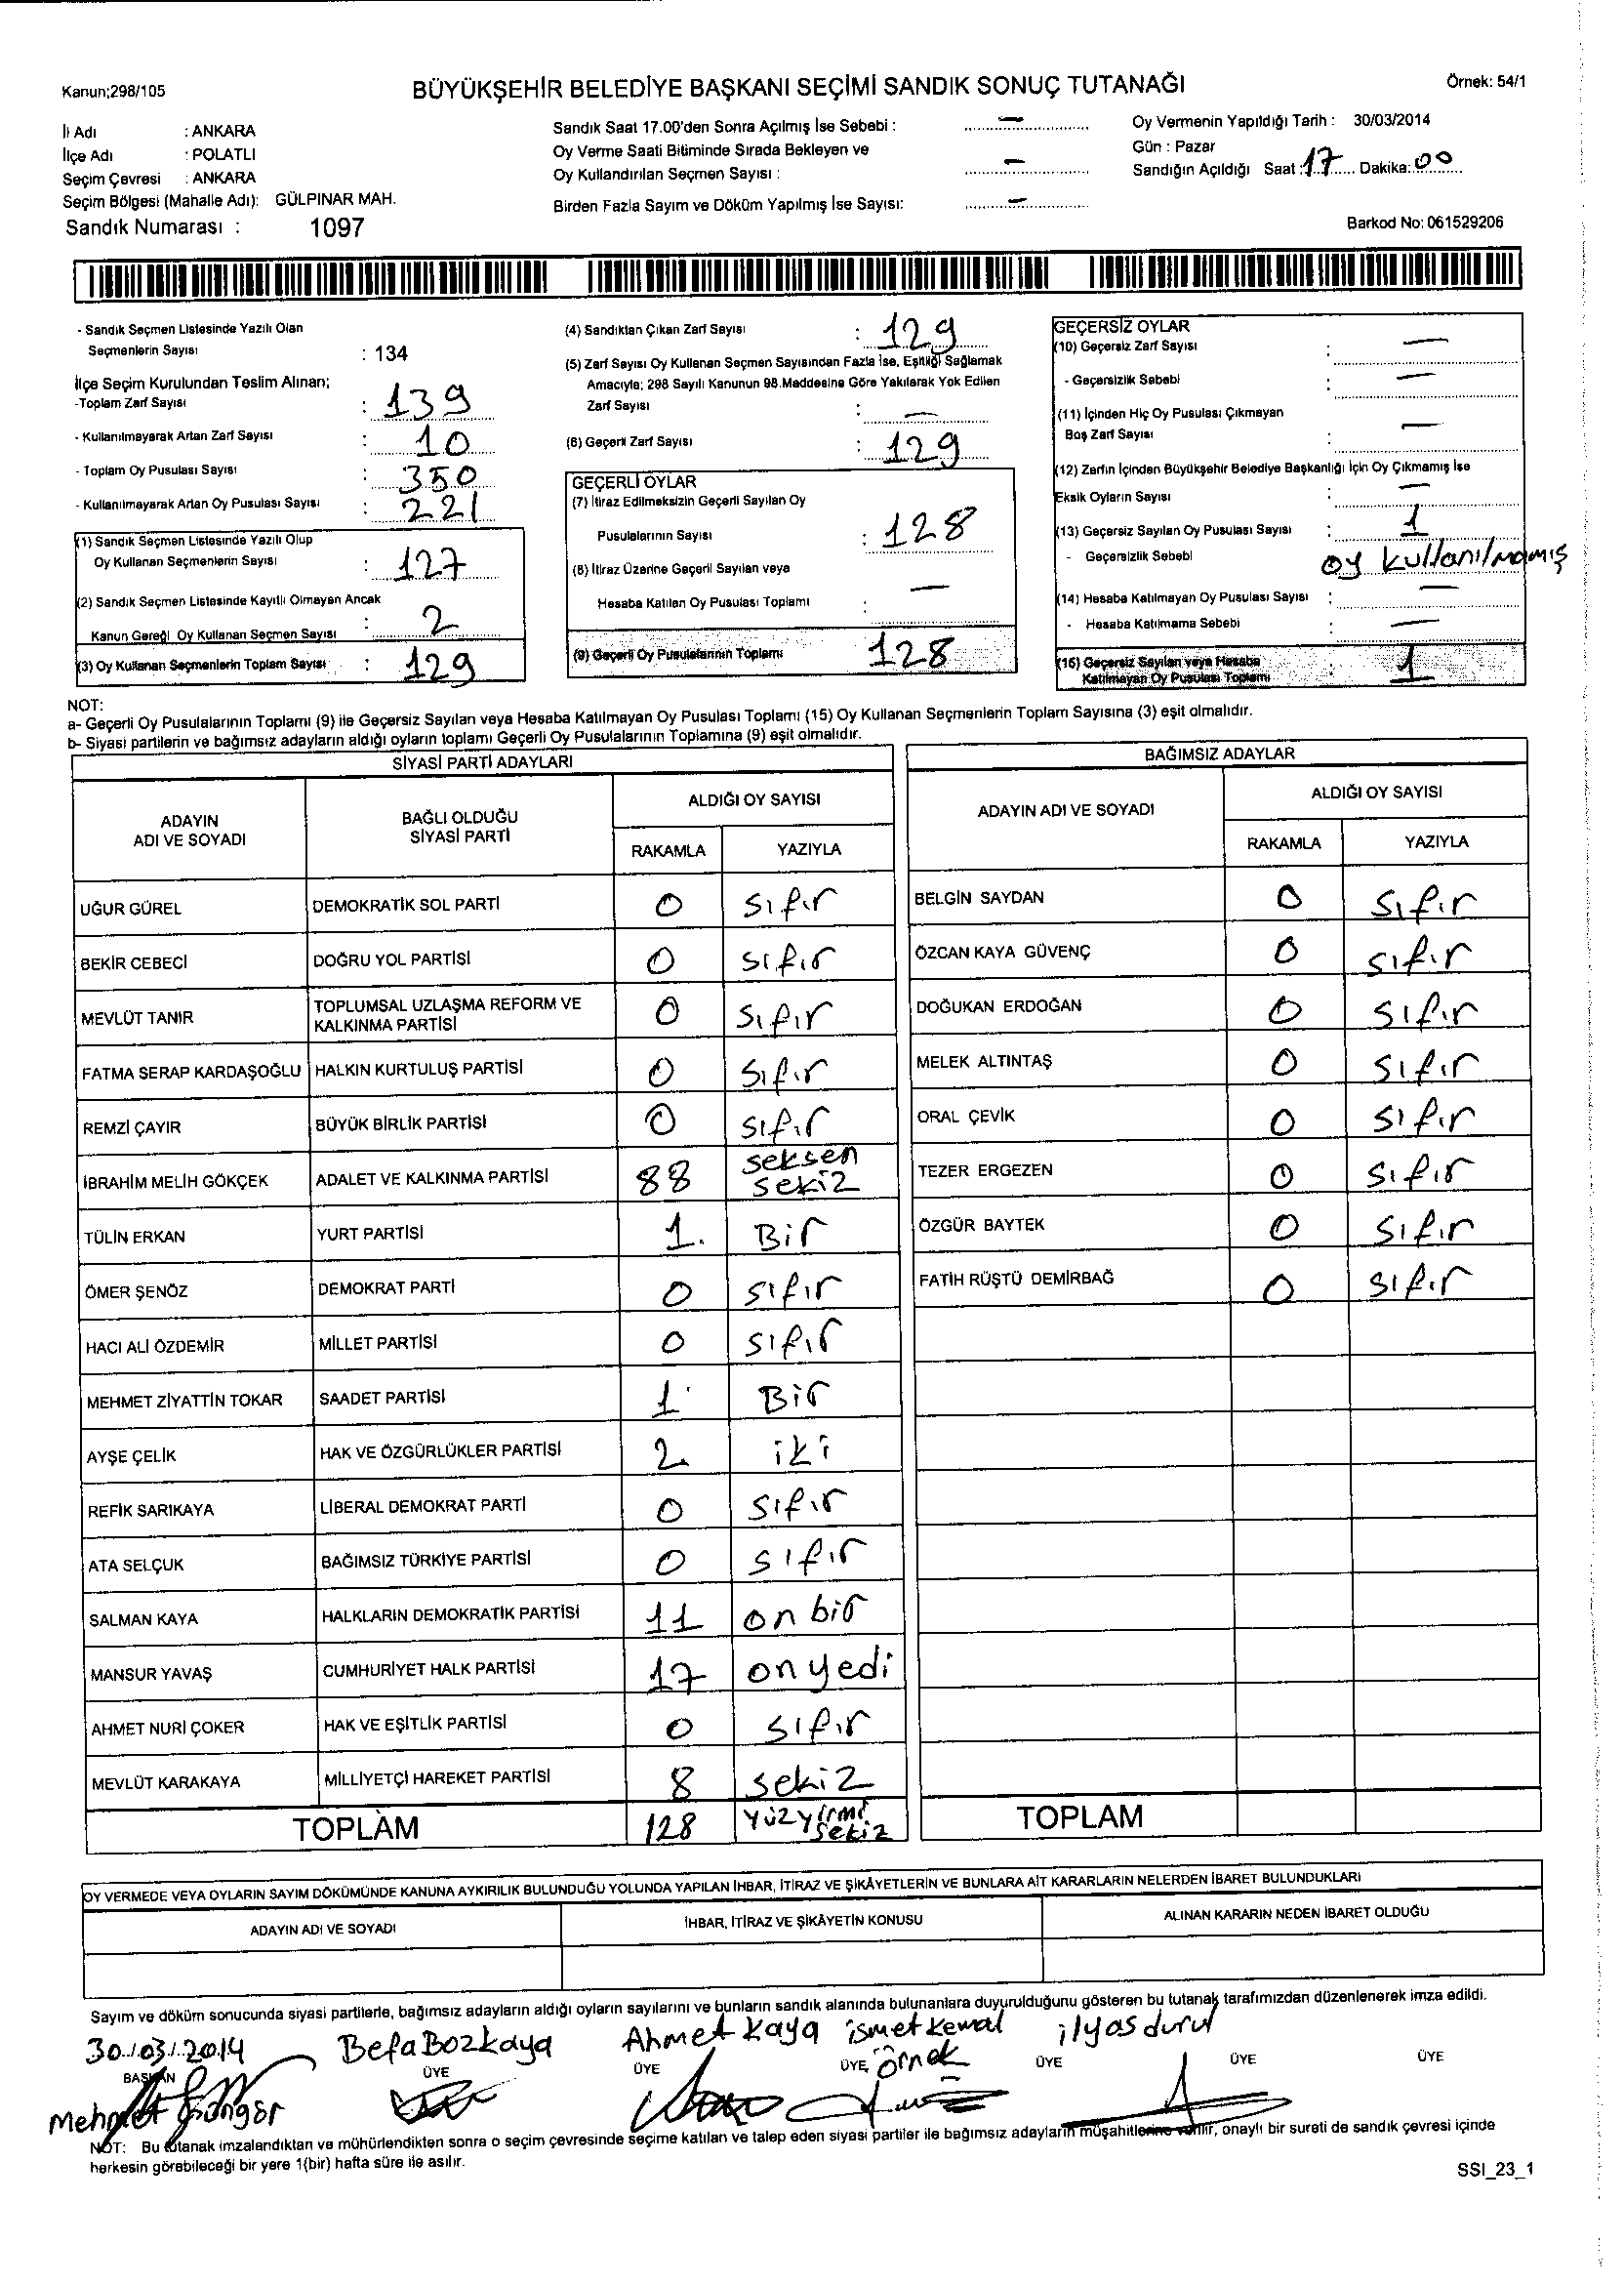 Kanun;298/105
BÜYÜKŞEHİR BELEDİYE BAŞKANI SEÇİMİ SANDIK SONUÇ TUTANAĞI
Örnek: 54/1
İli Adı : ANKARA
İlçe Adı : POLATLI
Seçim Çevresi : ANKARA
Seçim Bölgesi (Mahalle Adı): GÜLPINAR MAH.
Sandık Numarası : 1097
Sandık Saat 17.00'den Sonra Açılmış İse Sebebi : —
Oy Verme Saati Bitiminde Sırada Bekleyen ve
Oy Kullandırılan Seçmen Sayısı : —
Birden Fazla Sayım ve Döküm Yapılmış İse Sayısı: —
Oy Vermenin Yapıldığı Tarih : 30/03/2014
Gün : Pazar
Sandığın Açıldığı Saat : 17 Dakika: 00
Barkod No: 061529206
- Sandık Seçmen Listesinde Yazılı Olan
Seçmenlerin Sayısı : 134
İlçe Seçim Kurulundan Teslim Alınan;
-Toplam Zarf Sayısı : 139
- Kullanılmayarak Artan Zarf Sayısı : 10
- Toplam Oy Pusulası Sayısı : 350
- Kullanılmayarak Artan Oy Pusulası Sayısı : 221
(1) Sandık Seçmen Listesinde Yazılı Olup
Oy Kullanan Seçmenlerin Sayısı : 127
(2) Sandık Seçmen Listesinde Kayıtlı Olmayan Ancak
Kanun Gereği Oy Kullanan Seçmen Sayısı : 2
(3) Oy Kullanan Seçmenlerin Toplam Sayısı : 129
(4) Sandıktan Çıkan Zarf Sayısı : 129
(5) Zarf Sayısı Oy Kullanan Seçmen Sayısından Fazla İse, Eşitliği Sağlamak
Amacıyla; 298 Sayılı Kanunun 98.Maddesine Göre Yakılarak Yok Edilen
Zarf Sayısı : —
(6) Geçerli Zarf Sayısı : 129
GEÇERLİ OYLAR
(7) İtiraz Edilmeksizin Geçerli Sayılan Oy
Pusulalarının Sayısı : 128
(8) İtiraz Üzerine Geçerli Sayılan veya
Hesaba Katılan Oy Pusulası Toplamı : —
(9) Geçerli Oy Pusulalarının Toplamı 128
GEÇERSİZ OYLAR
(10) Geçersiz Zarf Sayısı : —
- Geçersizlik Sebebi : —
(11) İçinden Hiç Oy Pusulası Çıkmayan
Boş Zarf Sayısı : —
(12) Zarfın İçinden Büyükşehir Belediye Başkanlığı İçin Oy Çıkmamış İse
Eksik Oyların Sayısı : —
(13) Geçersiz Sayılan Oy Pusulası Sayısı : 1
- Geçersizlik Sebebi oy kullanılmamış
(14) Hesaba Katılmayan Oy Pusulası Sayısı : —
- Hesaba Katılmama Sebebi : —
(15) Geçersiz Sayılan veya Hesaba
Katılmayan Oy Pusulası Toplamı : 1
NOT:
a- Geçerli Oy Pusulalarının Toplamı (9) ile Geçersiz Sayılan veya Hesaba Katılmayan Oy Pusulası Toplamı (15) Oy Kullanan Seçmenlerin Toplam Sayısına (3) eşit olmalıdır.
b- Siyasi partilerin ve bağımsız adayların aldığı oyların toplamı Geçerli Oy Pusulalarının Toplamına (9) eşit olmalıdır.
SİYASİ PARTİ ADAYLARI
ADAYIN ADI VE SOYADI BAĞLI OLDUĞU SİYASİ PARTİ ALDIĞI OY SAYISI
RAKAMLA YAZIYLA
UĞUR GÜREL DEMOKRATİK SOL PARTİ 0 sıfır
BEKİR CEBECİ DOĞRU YOL PARTİSİ 0 sıfır
MEVLÜT TANIR TOPLUMSAL UZLAŞMA REFORM VE KALKINMA PARTİSİ 0 sıfır
FATMA SERAP KARDAŞOĞLU HALKIN KURTULUŞ PARTİSİ 0 sıfır
REMZİ ÇAYIR BÜYÜK BİRLİK PARTİSİ 0 sıfır
İBRAHİM MELİH GÖKÇEK ADALET VE KALKINMA PARTİSİ 88 seksen sekiz
TÜLİN ERKAN YURT PARTİSİ 1. Bir
ÖMER ŞENÖZ DEMOKRAT PARTİ 0 sıfır
HACI ALİ ÖZDEMİR MİLLET PARTİSİ 0 sıfır
MEHMET ZİYATTİN TOKAR SAADET PARTİSİ 1 Bir
AYŞE ÇELİK HAK VE ÖZGÜRLÜKLER PARTİSİ 2 iki
REFİK SARIKAYA LİBERAL DEMOKRAT PARTİ 0 sıfır
ATA SELÇUK BAĞIMSIZ TÜRKİYE PARTİSİ 0 sıfır
SALMAN KAYA HALKLARIN DEMOKRATİK PARTİSİ 11 on bir
MANSUR YAVAŞ CUMHURİYET HALK PARTİSİ 17 on yedi
AHMET NURİ ÇOKER HAK VE EŞİTLİK PARTİSİ 0 sıfır
MEVLÜT KARAKAYA MİLLİYETÇİ HAREKET PARTİSİ 8 sekiz
TOPLAM 128 yüzyirmi sekiz
BAĞIMSIZ ADAYLAR
ADAYIN ADI VE SOYADI ALDIĞI OY SAYISI
RAKAMLA YAZIYLA
BELGİN SAYDAN 0 sıfır
ÖZCAN KAYA GÜVENÇ 0 sıfır
DOĞUKAN ERDOĞAN 0 sıfır
MELEK ALTINTAŞ 0 sıfır
ORAL ÇEVİK 0 sıfır
TEZER ERGEZEN 0 sıfır
ÖZGÜR BAYTEK 0 sıfır
FATİH RÜŞTÜ DEMİRBAĞ 0 sıfır
TOPLAM
OY VERMEDE VEYA OYLARIN SAYIM DÖKÜMÜNDE KANUNA AYKIRILIK BULUNDUĞU YOLUNDA YAPILAN İHBAR, İTİRAZ VE ŞİKÂYETLERİN VE BUNLARA AİT KARARLARIN NELERDEN İBARET BULUNDUKLARI
ADAYIN ADI VE SOYADI İHBAR, İTİRAZ VE ŞİKÂYETİN KONUSU ALINAN KARARIN NEDEN İBARET OLDUĞU
Sayım ve döküm sonucunda siyasi partilerle, bağımsız adayların aldığı oyların sayılarını ve bunların sandık alanında bulunanlara duyurulduğunu gösteren bu tutanak tarafımızdan düzenlenerek imza edildi.
30/03/2014 Befa Bozkaya Ahmet Kaya ismet Kemal örnek ilyas durul
BAŞKAN ÜYE ÜYE ÜYE ÜYE ÜYE ÜYE
Mehmet Güngör
NOT: Bu tutanak imzalandıktan ve mühürlendikten sonra o seçim çevresinde seçime katılan ve talep eden siyasi partiler ile bağımsız adayların müşahitlerine verilir, onaylı bir sureti de sandık çevresi içinde
herkesin görebileceği bir yere 1(bir) hafta süre ile asılır.
SSI_23_1